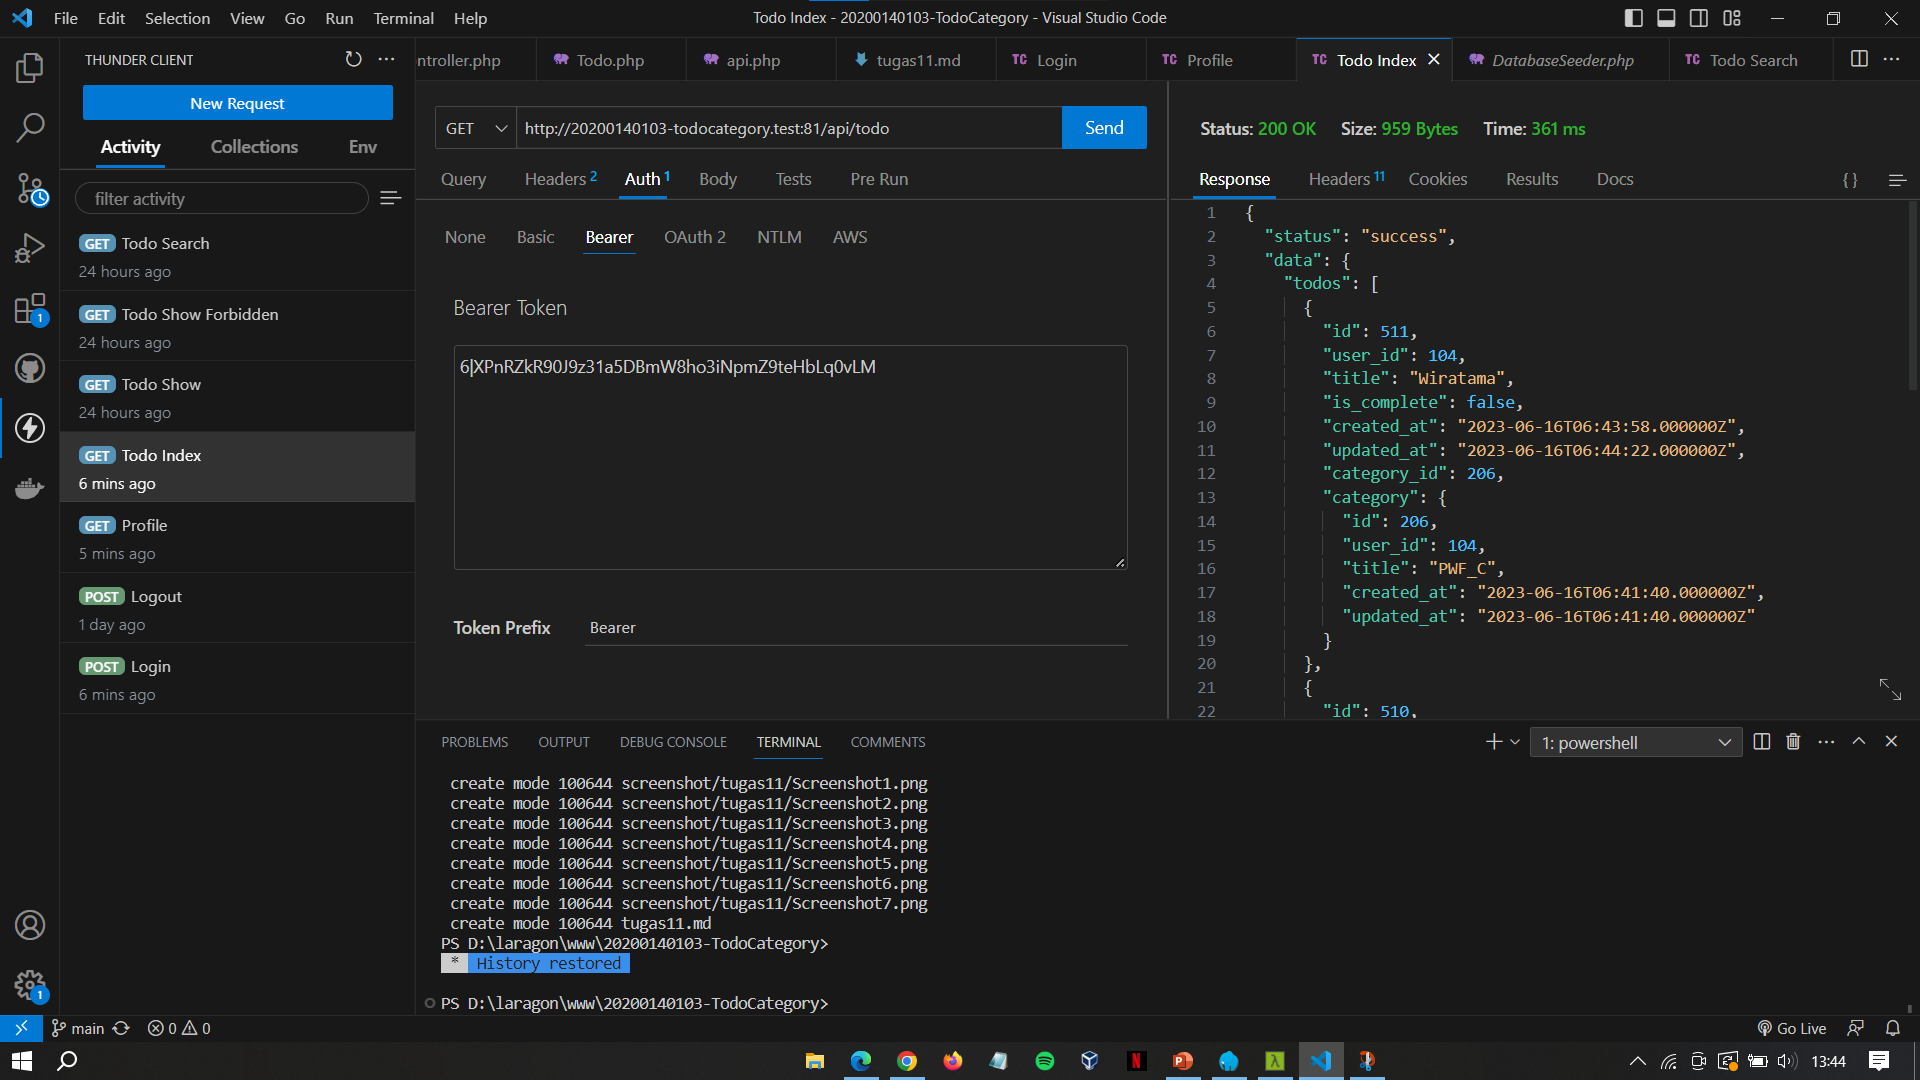 File Edit Selection View Go Run Terminal Help
Todo Index - 20200140103-TodoCategory - Visual Studio Code
THUNDER CLIENT
New Request
Activity Collections Env
filter activity
GET Todo Search
24 hours ago
GET Todo Show Forbidden
24 hours ago
GET Todo Show
24 hours ago
GET Todo Index
6 mins ago
GET Profile
5 mins ago
POST Logout
1 day ago
POST Login
6 mins ago
1
1
ntroller.php Todo.php api.php tugas11.md TC Login TC Profile TC Todo Index DatabaseSeeder.php TC Todo Search
GET http://20200140103-todocategory.test:81/api/todo Send
Query Headers 2 Auth 1 Body Tests Pre Run
None Basic Bearer OAuth 2 NTLM AWS
Bearer Token
6|XPnRZkR90J9z31a5DBmW8ho3iNpmZ9teHbLq0vLM
Token Prefix Bearer
Status: 200 OK Size: 959 Bytes Time: 361 ms
Response Headers 11 Cookies Results Docs { }
1 {
2 "status": "success",
3 "data": {
4 "todos": [
5 {
6 "id": 511,
7 "user_id": 104,
8 "title": "Wiratama",
9 "is_complete": false,
10 "created_at": "2023-06-16T06:43:58.000000Z",
11 "updated_at": "2023-06-16T06:44:22.000000Z",
12 "category_id": 206,
13 "category": {
14 "id": 206,
15 "user_id": 104,
16 "title": "PWF_C",
17 "created_at": "2023-06-16T06:41:40.000000Z",
18 "updated_at": "2023-06-16T06:41:40.000000Z"
19 }
20 },
21 {
22 "id": 510,
PROBLEMS OUTPUT DEBUG CONSOLE TERMINAL COMMENTS
1: powershell
create mode 100644 screenshot/tugas11/Screenshot1.png
create mode 100644 screenshot/tugas11/Screenshot2.png
create mode 100644 screenshot/tugas11/Screenshot3.png
create mode 100644 screenshot/tugas11/Screenshot4.png
create mode 100644 screenshot/tugas11/Screenshot5.png
create mode 100644 screenshot/tugas11/Screenshot6.png
create mode 100644 screenshot/tugas11/Screenshot7.png
create mode 100644 tugas11.md
PS D:\laragon\www\20200140103-TodoCategory>
* History restored
PS D:\laragon\www\20200140103-TodoCategory>
main 0 0
Go Live
13:44